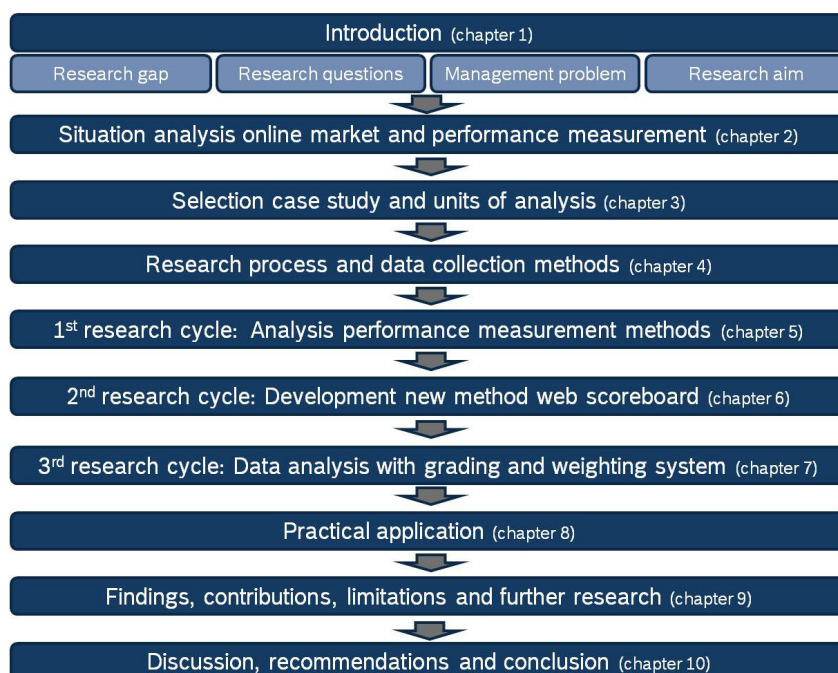 Introduction (chapter 1)
Research gap Research questions Management problem Research aim
Situation analysis online market and performance measurement (chapter 2)
Selection case study and units of analysis (chapter 3)
Research process and data collection methods (chapter 4)
1st research cycle: Analysis performance measurement methods (chapter 5)
2nd research cycle: Development new method web scoreboard (chapter 6)
3rd research cycle: Data analysis with grading and weighting system (chapter 7)
Practical application (chapter 8)
Findings, contributions, limitations and further research (chapter 9)
Discussion, recommendations and conclusion (chapter 10)